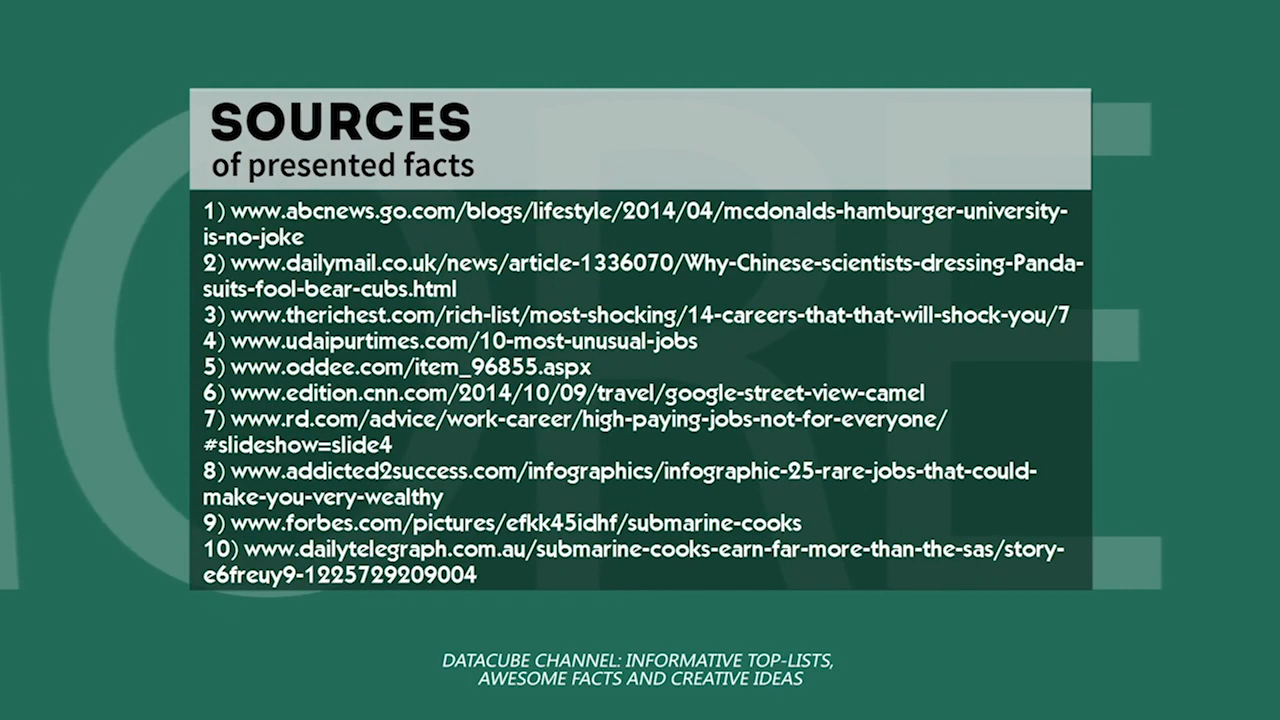 SOURCES
of presented facts
1) www.abcnews.go.com/blogs/lifestyle/2014/04/mcdonalds-hamburger-university-
is-no-joke
2) www.dailymail.co.uk/news/article-1336070/Why-Chinese-scientists-dressing-Panda-
suits-fool-bear-cubs.html
3) www.therichest.com/rich-list/most-shocking/14-careers-that-that-will-shock-you/7
4) www.udaipurtimes.com/10-most-unusual-jobs
5) www.oddee.com/item_96855.aspx
6) www.edition.cnn.com/2014/10/09/travel/google-street-view-camel
7) www.rd.com/advice/work-career/high-paying-jobs-not-for-everyone/
#slideshow=slide4
8) www.addicted2success.com/infographics/infographic-25-rare-jobs-that-could-
make-you-very-wealthy
9) www.forbes.com/pictures/efkk45idhf/submarine-cooks
10) www.dailytelegraph.com.au/submarine-cooks-earn-far-more-than-the-sas/story-
e6freuy9-1225729209004
DATACUBE CHANNEL: INFORMATIVE TOP-LISTS,
AWESOME FACTS AND CREATIVE IDEAS